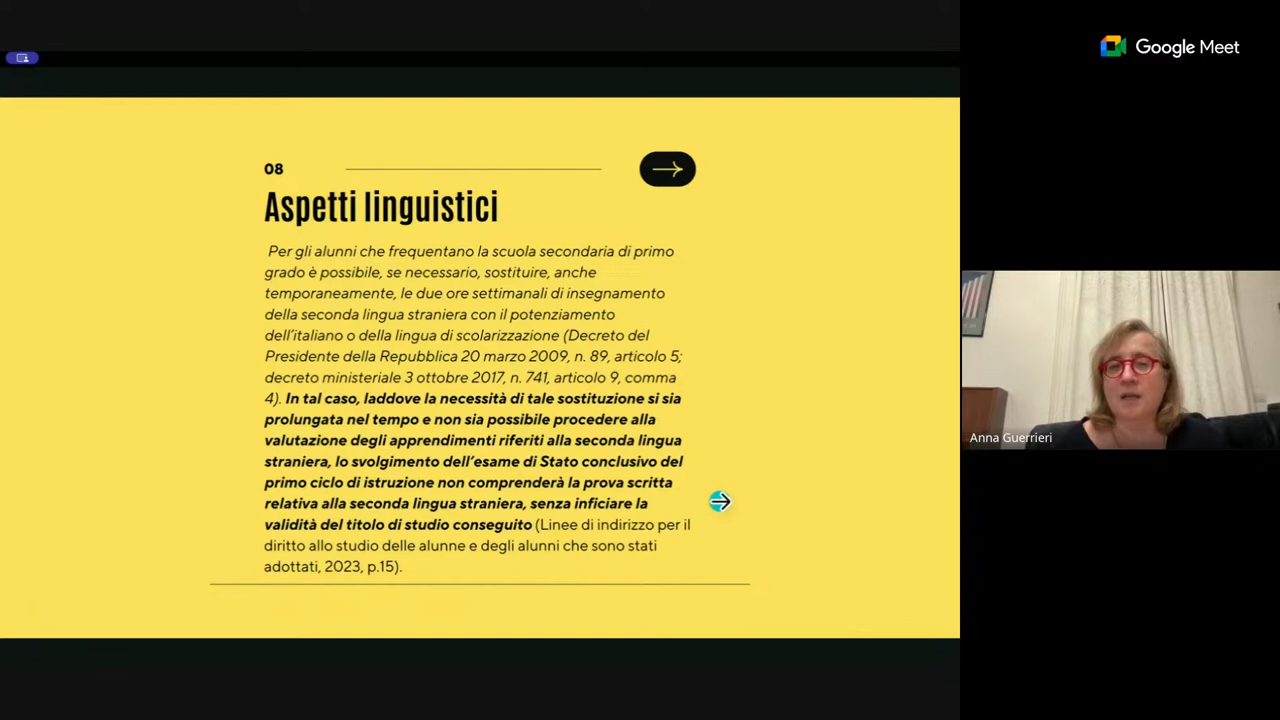 Google Meet
08
Aspetti linguistici
Per gli alunni che frequentano la scuola secondaria di primo
grado è possibile, se necessario, sostituire, anche
temporaneamente, le due ore settimanali di insegnamento
della seconda lingua straniera con il potenziamento
dell’italiano o della lingua di scolarizzazione (Decreto del
Presidente della Repubblica 20 marzo 2009, n. 89, articolo 5;
decreto ministeriale 3 ottobre 2017, n. 741, articolo 9, comma
4). In tal caso, laddove la necessità di tale sostituzione si sia
prolungata nel tempo e non sia possibile procedere alla
valutazione degli apprendimenti riferiti alla seconda lingua
straniera, lo svolgimento dell’esame di Stato conclusivo del
primo ciclo di istruzione non comprenderà la prova scritta
relativa alla seconda lingua straniera, senza inficiare la
validità del titolo di studio conseguito (Linee di indirizzo per il
diritto allo studio delle alunne e degli alunni che sono stati
adottati, 2023, p.15).
Anna Guerrieri